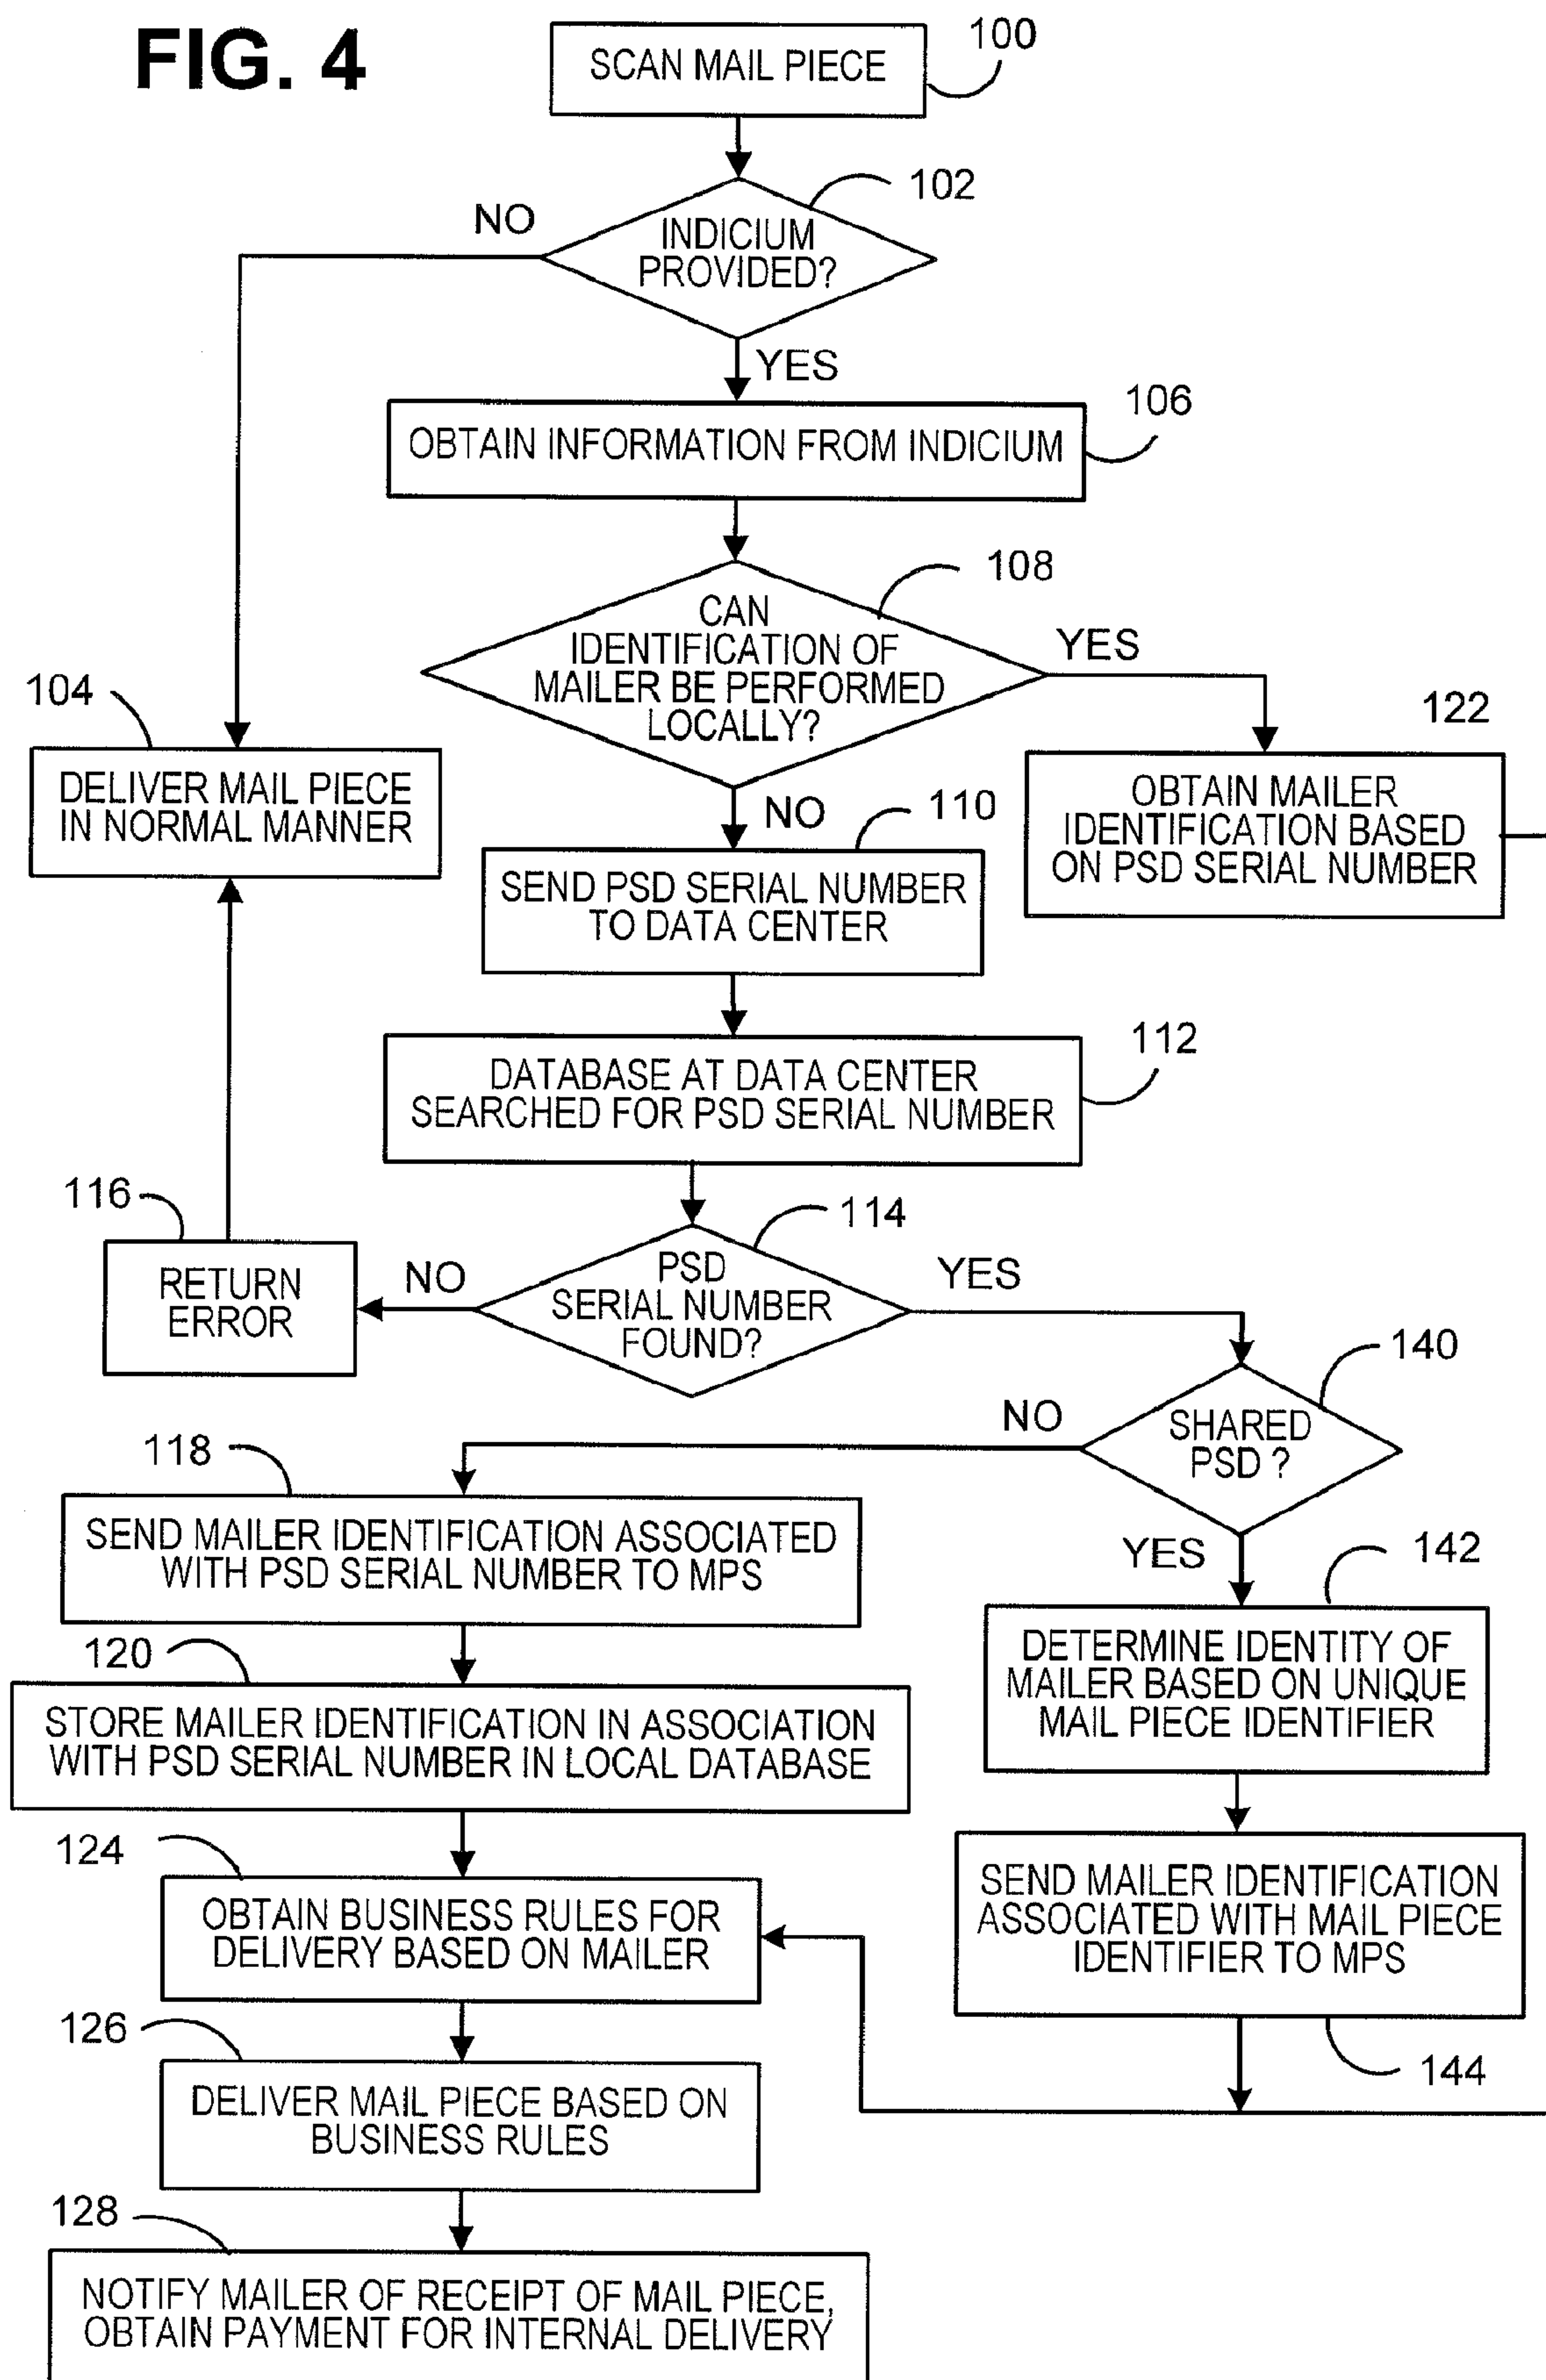 FIG. 4
100
SCAN MAIL PIECE
102
NO
INDICIUM
PROVIDED?
YES
106
OBTAIN INFORMATION FROM INDICIUM
108
CAN
IDENTIFICATION OF
MAILER BE PERFORMED
LOCALLY?
YES
104
122
DELIVER MAIL PIECE
IN NORMAL MANNER
OBTAIN MAILER
IDENTIFICATION BASED
ON PSD SERIAL NUMBER
NO
110
SEND PSD SERIAL NUMBER
TO DATA CENTER
112
DATABASE AT DATA CENTER
SEARCHED FOR PSD SERIAL NUMBER
116
114
RETURN
ERROR
NO
PSD
SERIAL NUMBER
FOUND?
YES
140
NO
SHARED
PSD ?
118
SEND MAILER IDENTIFICATION ASSOCIATED
WITH PSD SERIAL NUMBER TO MPS
YES
142
120
DETERMINE IDENTITY OF
MAILER BASED ON UNIQUE
MAIL PIECE IDENTIFIER
STORE MAILER IDENTIFICATION IN ASSOCIATION
WITH PSD SERIAL NUMBER IN LOCAL DATABASE
124
OBTAIN BUSINESS RULES FOR
DELIVERY BASED ON MAILER
SEND MAILER IDENTIFICATION
ASSOCIATED WITH MAIL PIECE
IDENTIFIER TO MPS
126
144
DELIVER MAIL PIECE BASED ON
BUSINESS RULES
128
NOTIFY MAILER OF RECEIPT OF MAIL PIECE,
OBTAIN PAYMENT FOR INTERNAL DELIVERY